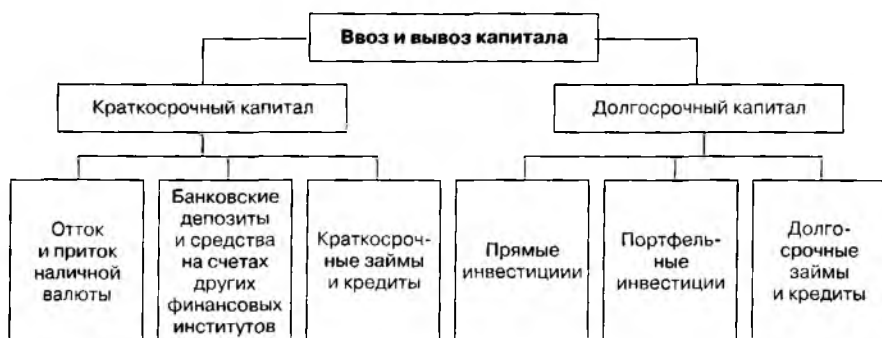 Ввоз и вывоз капитала
Краткосрочный капитал
Долгосрочный капитал
Отток
и приток
наличной
валюты
Банковские
депозиты
и средства
на счетах
других
финансовых
институтов
Краткосроч-
ные займы
и кредиты
Прямые
инвестициии
Портфель-
ные
инвестиции
Долго-
срочные
займы
и кредиты